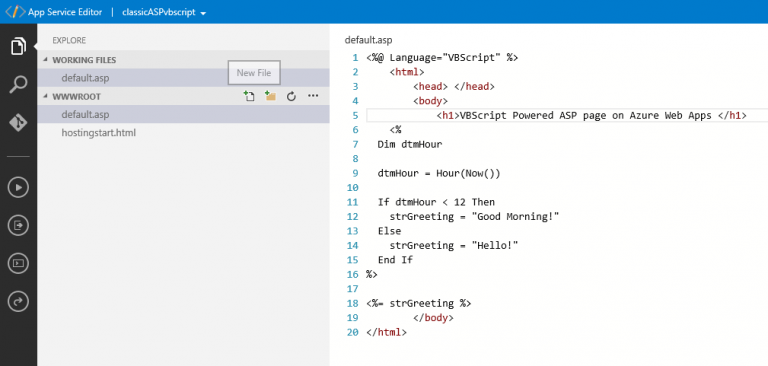 App Service Editor | classicASPvbscript
EXPLORE
WORKING FILES
default.asp
New File
WWWROOT
default.asp
hostingstart.html
default.asp
1 <%@ Language="VBScript" %>
2 <html>
3 <head> </head>
4 <body>
5 <h1>VBScript Powered ASP page on Azure Web Apps </h1>
6 <%
7 Dim dtmHour
8
9 dtmHour = Hour(Now())
10
11 If dtmHour < 12 Then
12 strGreeting = "Good Morning!"
13 Else
14 strGreeting = "Hello!"
15 End If
16 %>
17
18 <%= strGreeting %>
19 </body>
20 </html>